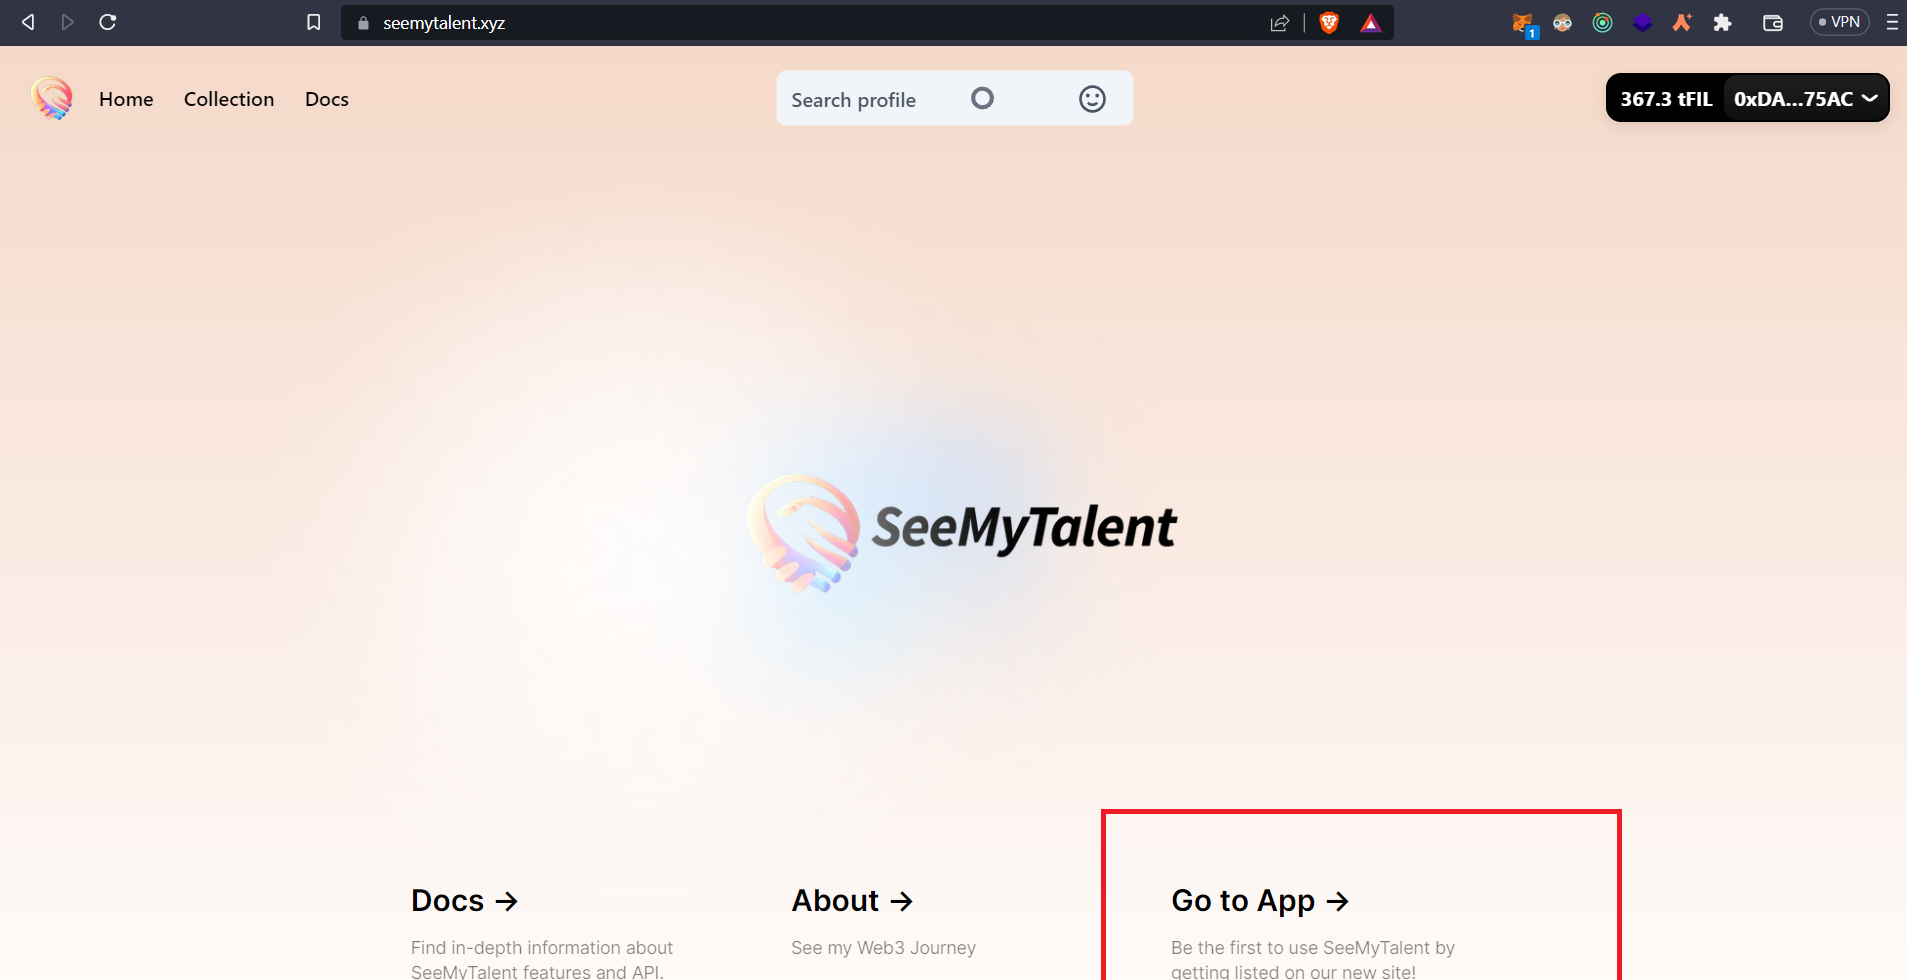 seemytalent.xyz
1
VPN
Home
Collection
Docs
Search profile
367.3 tFIL
0xDA...75AC
SeeMyTalent
Docs →
Find in-depth information about
SeeMyTalent features and API.
About →
See my Web3 Journey
Go to App →
Be the first to use SeeMyTalent by
getting listed on our new site!